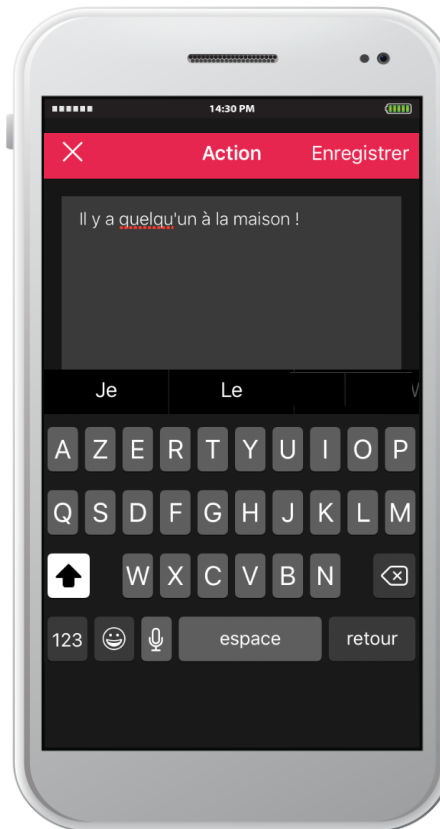 14:30 PM
Action Enregistrer
Il y a quelqu'un à la maison !
Je Le
A Z E R T Y U I O P
Q S D F G H J K L M
W X C V B N
123 espace retour